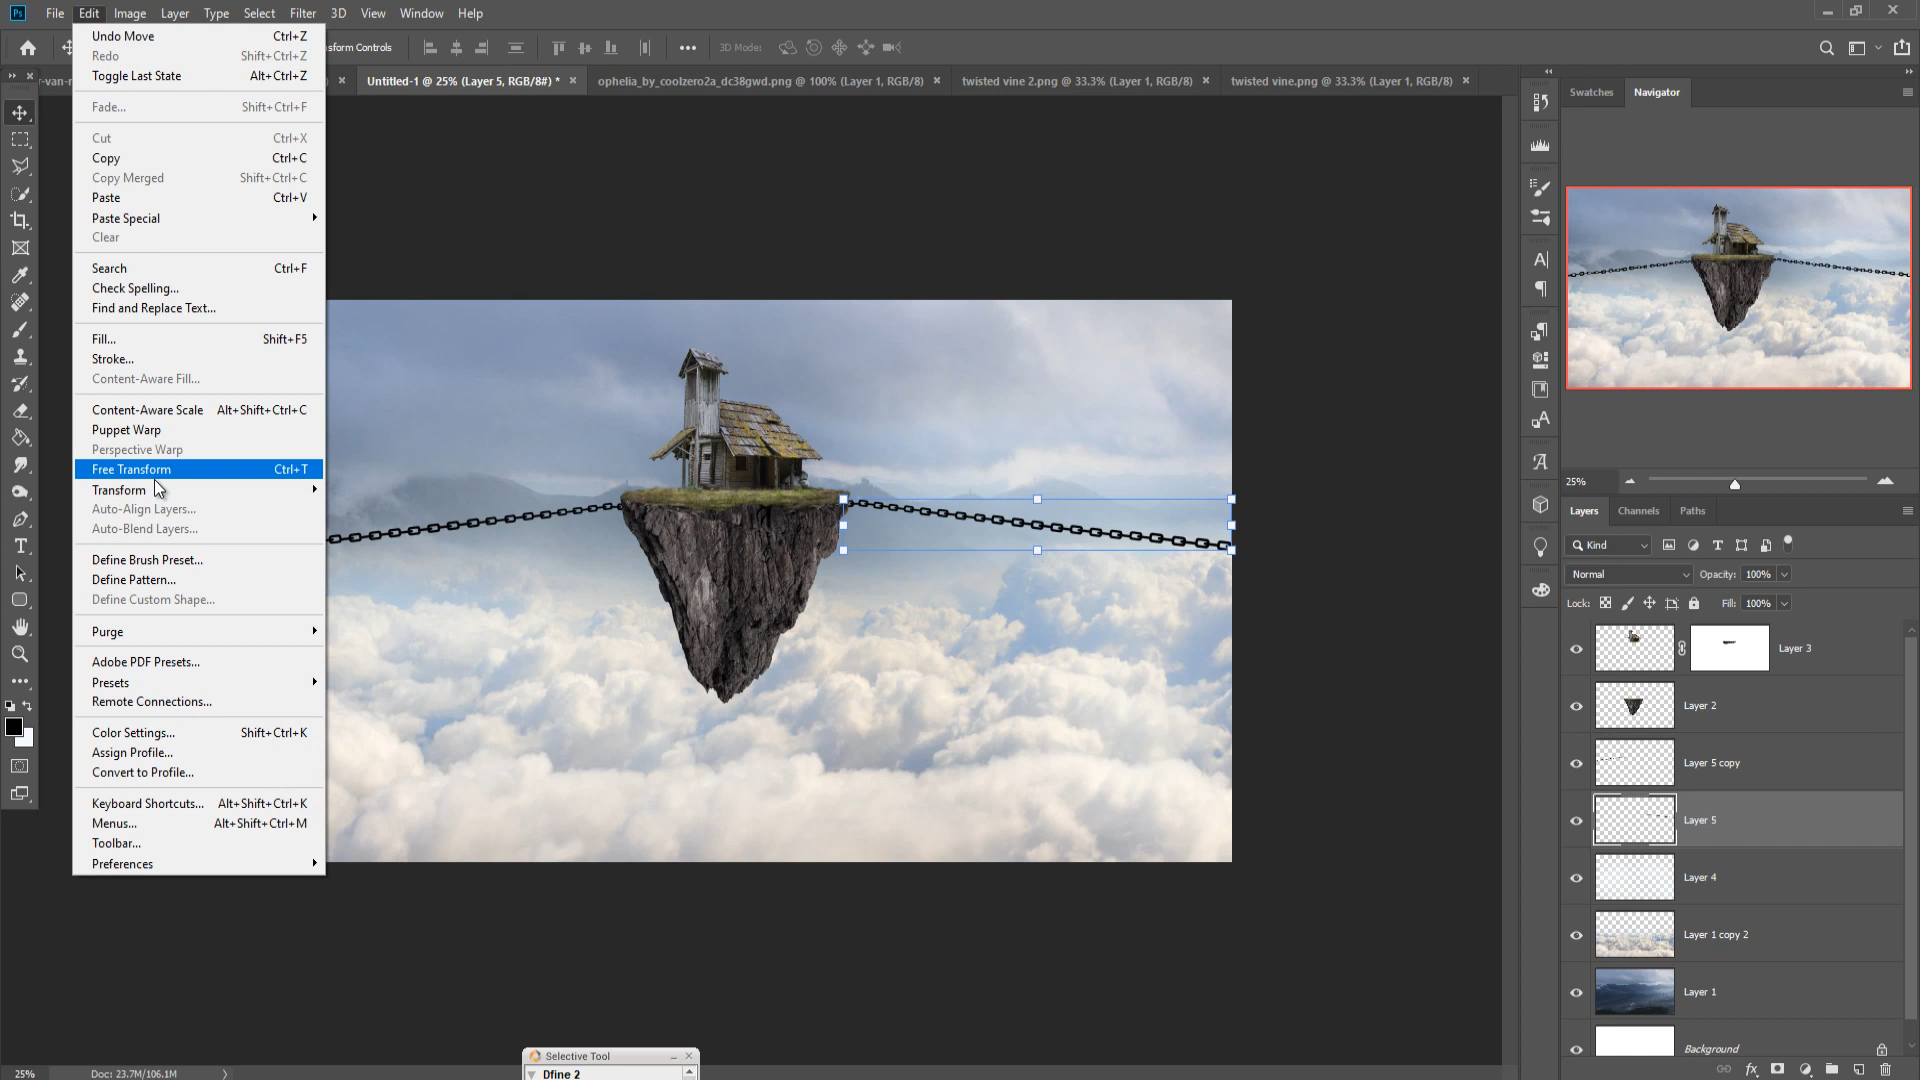 Ps File Edit Image Layer Type Select Filter 3D View Window Help
sform Controls 3D Mode:
Untitled-1 @ 25% (Layer 5, RGB/8#) * × ophelia_by_coolzero2a_dc38gwd.png @ 100% (Layer 1, RGB/8) × twisted vine 2.png @ 33.3% (Layer 1, RGB/8) × twisted vine.png @ 33.3% (Layer 1, RGB/8) ×
Undo Move Ctrl+Z
Redo Shift+Ctrl+Z
Toggle Last State Alt+Ctrl+Z
Fade... Shift+Ctrl+F
Cut Ctrl+X
Copy Ctrl+C
Copy Merged Shift+Ctrl+C
Paste Ctrl+V
Paste Special
Clear
Search Ctrl+F
Check Spelling...
Find and Replace Text...
Fill... Shift+F5
Stroke...
Content-Aware Fill...
Content-Aware Scale Alt+Shift+Ctrl+C
Puppet Warp
Perspective Warp
Free Transform Ctrl+T
Transform
Auto-Align Layers...
Auto-Blend Layers...
Define Brush Preset...
Define Pattern...
Define Custom Shape...
Purge
Adobe PDF Presets...
Presets
Remote Connections...
Color Settings... Shift+Ctrl+K
Assign Profile...
Convert to Profile...
Keyboard Shortcuts... Alt+Shift+Ctrl+K
Menus... Alt+Shift+Ctrl+M
Toolbar...
Preferences
Swatches Navigator
25%
Layers Channels Paths
Kind
Normal Opacity: 100%
Lock: Fill: 100%
Layer 3
Layer 2
Layer 5 copy
Layer 5
Layer 4
Layer 1 copy 2
Layer 1
Background
Selective Tool
Dfine 2
25% Doc: 23.7M/106.1M